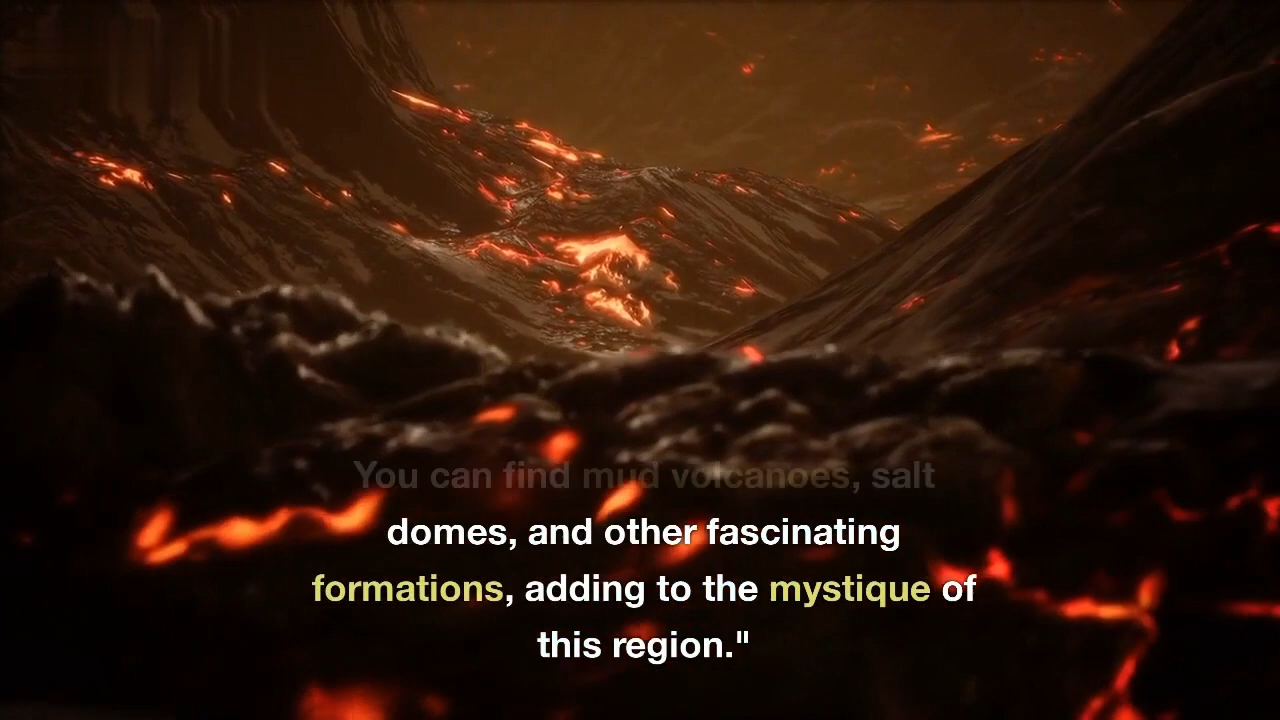 You can find mud volcanoes, salt
domes, and other fascinating
formations, adding to the mystique of
this region."